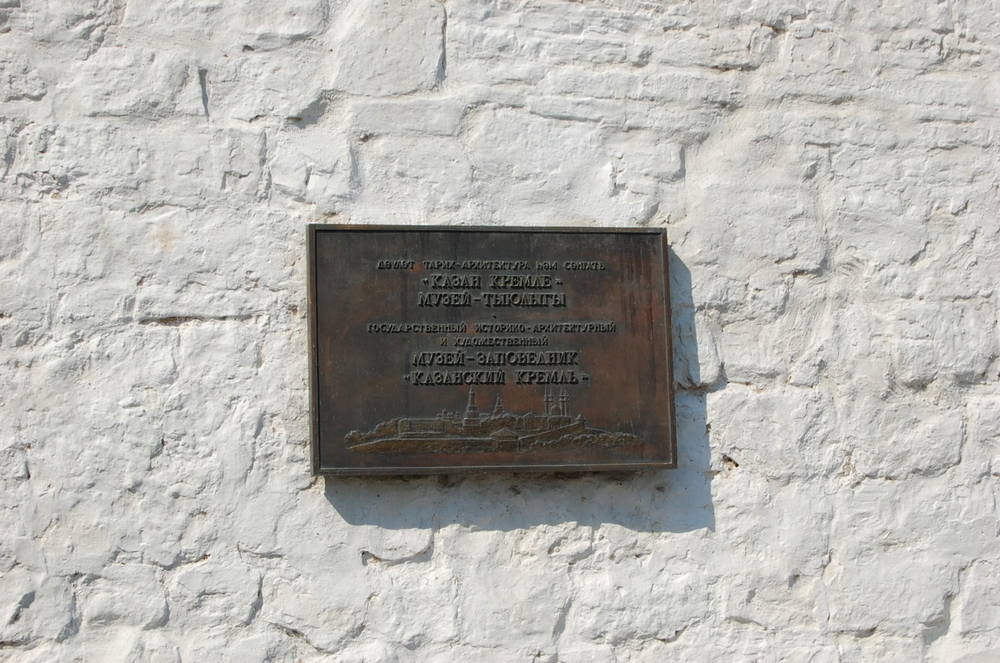 ДӘҮЛӘТ ТАРИХ-АРХИТЕКТУРА ҺӘМ СӘНГАТЬ
"КАЗАН КРЕМЛЕ"
МУЗЕЙ-ТЫЮЛЫГЫ
ГОСУДАРСТВЕННЫЙ ИСТОРИКО-АРХИТЕКТУРНЫЙ
И ХУДОЖЕСТВЕННЫЙ
МУЗЕЙ-ЗАПОВЕДНИК
"КАЗАНСКИЙ КРЕМЛЬ"